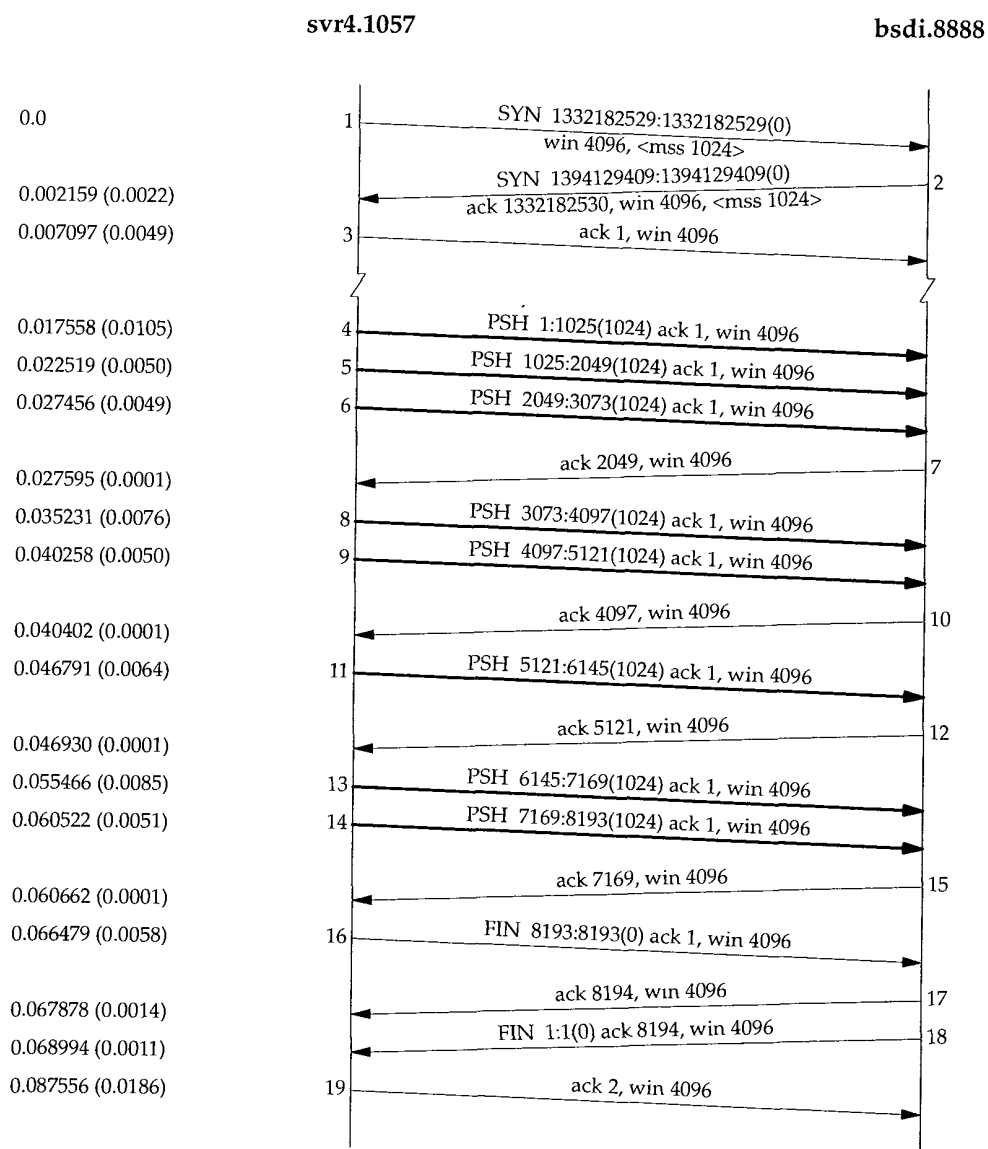 svr4.1057 bsdi.8888
0.0 1 SYN 1332182529:1332182529(0)
win 4096, <mss 1024>
SYN 1394129409:1394129409(0) 2
0.002159 (0.0022) ack 1332182530, win 4096, <mss 1024>
0.007097 (0.0049) 3 ack 1, win 4096
0.017558 (0.0105) 4 PSH 1:1025(1024) ack 1, win 4096
0.022519 (0.0050) 5 PSH 1025:2049(1024) ack 1, win 4096
0.027456 (0.0049) 6 PSH 2049:3073(1024) ack 1, win 4096
ack 2049, win 4096 7
0.027595 (0.0001)
0.035231 (0.0076) 8 PSH 3073:4097(1024) ack 1, win 4096
0.040258 (0.0050) 9 PSH 4097:5121(1024) ack 1, win 4096
ack 4097, win 4096 10
0.040402 (0.0001)
0.046791 (0.0064) 11 PSH 5121:6145(1024) ack 1, win 4096
ack 5121, win 4096 12
0.046930 (0.0001)
0.055466 (0.0085) 13 PSH 6145:7169(1024) ack 1, win 4096
0.060522 (0.0051) 14 PSH 7169:8193(1024) ack 1, win 4096
ack 7169, win 4096 15
0.060662 (0.0001)
0.066479 (0.0058) 16 FIN 8193:8193(0) ack 1, win 4096
ack 8194, win 4096 17
0.067878 (0.0014)
FIN 1:1(0) ack 8194, win 4096 18
0.068994 (0.0011)
0.087556 (0.0186) 19 ack 2, win 4096